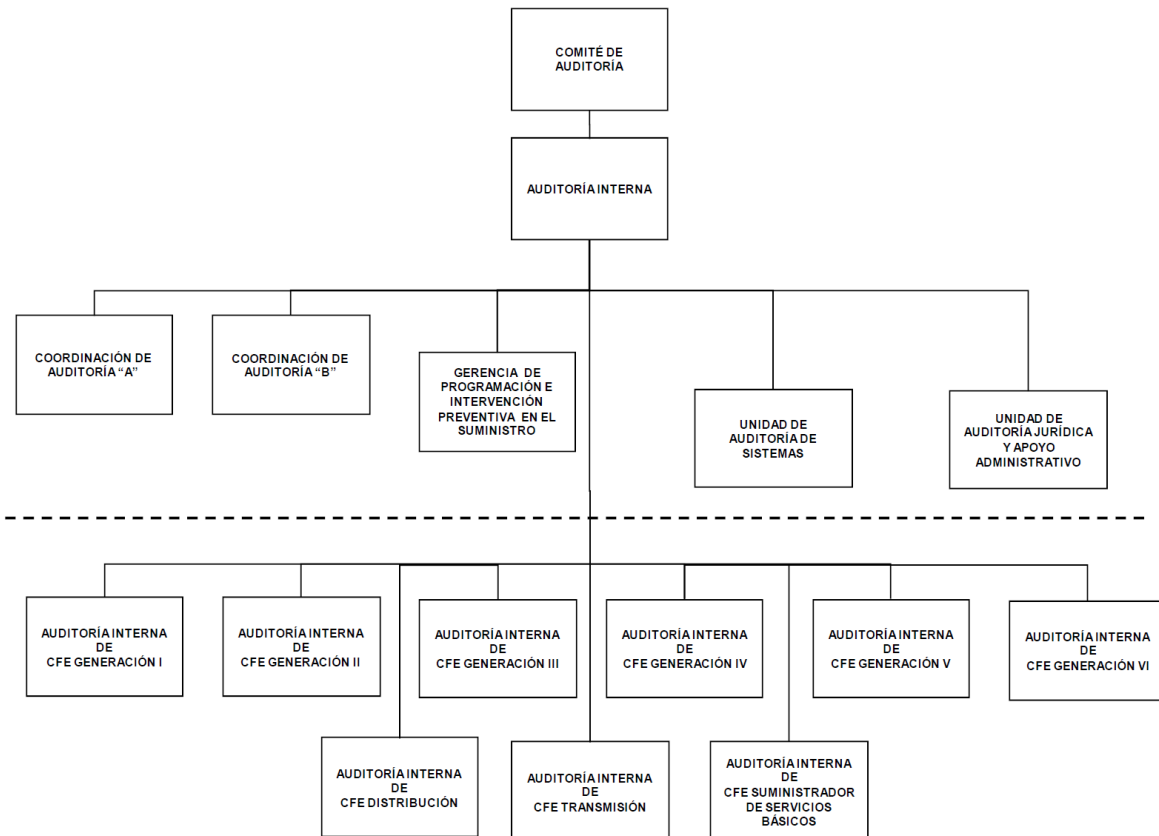 COMITÉ DE
AUDITORÍA
AUDITORÍA INTERNA
COORDINACIÓN DE
AUDITORÍA “A”
COORDINACIÓN DE
AUDITORÍA “B”
GERENCIA DE
PROGRAMACIÓN E
INTERVENCIÓN
PREVENTIVA EN EL
SUMINISTRO
UNIDAD DE
AUDITORÍA DE
SISTEMAS
UNIDAD DE
AUDITORÍA JURÍDICA
Y APOYO
ADMINISTRATIVO
AUDITORÍA INTERNA
DE
CFE GENERACIÓN I
AUDITORÍA INTERNA
DE
CFE GENERACIÓN II
AUDITORÍA INTERNA
DE
CFE GENERACIÓN III
AUDITORÍA INTERNA
DE
CFE GENERACIÓN IV
AUDITORÍA INTERNA
DE
CFE GENERACIÓN V
AUDITORÍA INTERNA
DE
CFE GENERACIÓN VI
AUDITORÍA INTERNA
DE
CFE DISTRIBUCIÓN
AUDITORÍA INTERNA
DE
CFE TRANSMISIÓN
AUDITORÍA INTERNA
DE
CFE SUMINISTRADOR
DE SERVICIOS
BÁSICOS